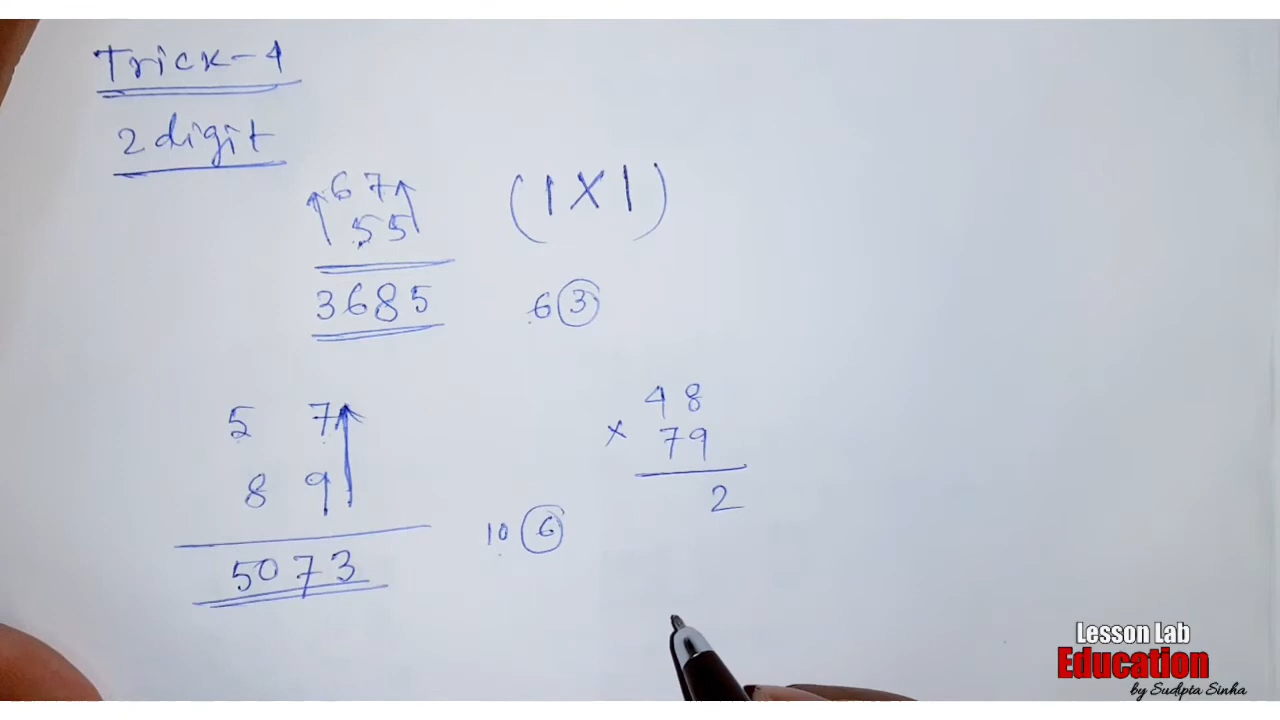 Trick-4
2 digit
67
55
3685
(1X1)
6 3
5 7
8 9
5073
10 6
48
x 79
2
Lesson Lab
Education
by Sudipta Sinha